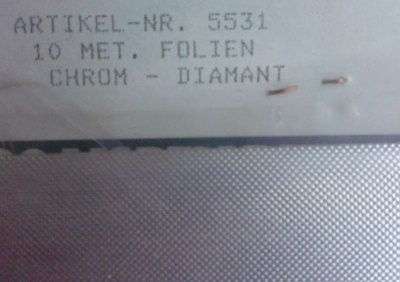 ARTIKEL-NR. 5531
10 MET. FOLIEN
CHROM - DIAMANT